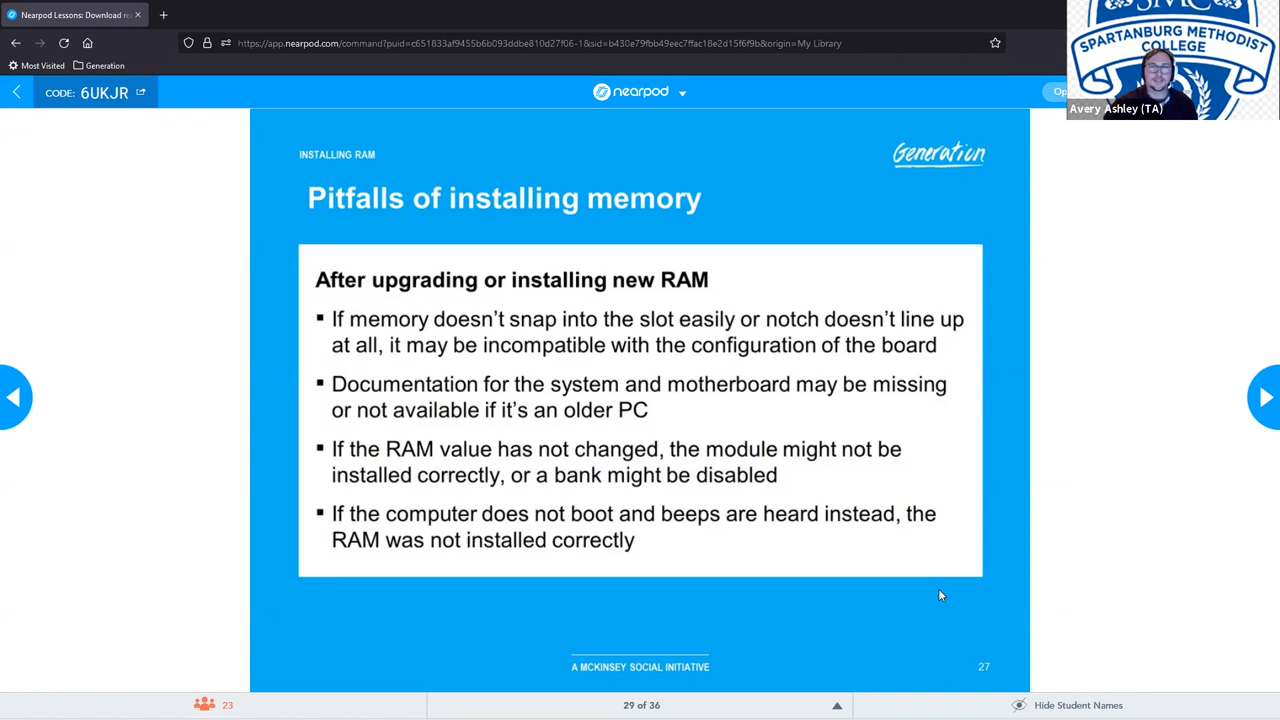 Nearpod Lessons: Download re
https://app.nearpod.com/command?puid=c651833af9455b6b093ddbe810d27f06-1&sid=b430e79fbb49eec7ffac18e2d15f6f9b&origin=My Library
Most Visited
Generation
SMC
SPARTANBURG METHODIST
COLLEGE
Avery Ashley (TA)
CODE: 6UKJR
nearpod
Op
INSTALLING RAM
Generation
Pitfalls of installing memory
After upgrading or installing new RAM
▪ If memory doesn't snap into the slot easily or notch doesn't line up
at all, it may be incompatible with the configuration of the board
▪ Documentation for the system and motherboard may be missing
or not available if it's an older PC
▪ If the RAM value has not changed, the module might not be
installed correctly, or a bank might be disabled
▪ If the computer does not boot and beeps are heard instead, the
RAM was not installed correctly
A MCKINSEY SOCIAL INITIATIVE
27
23
29 of 36
Hide Student Names